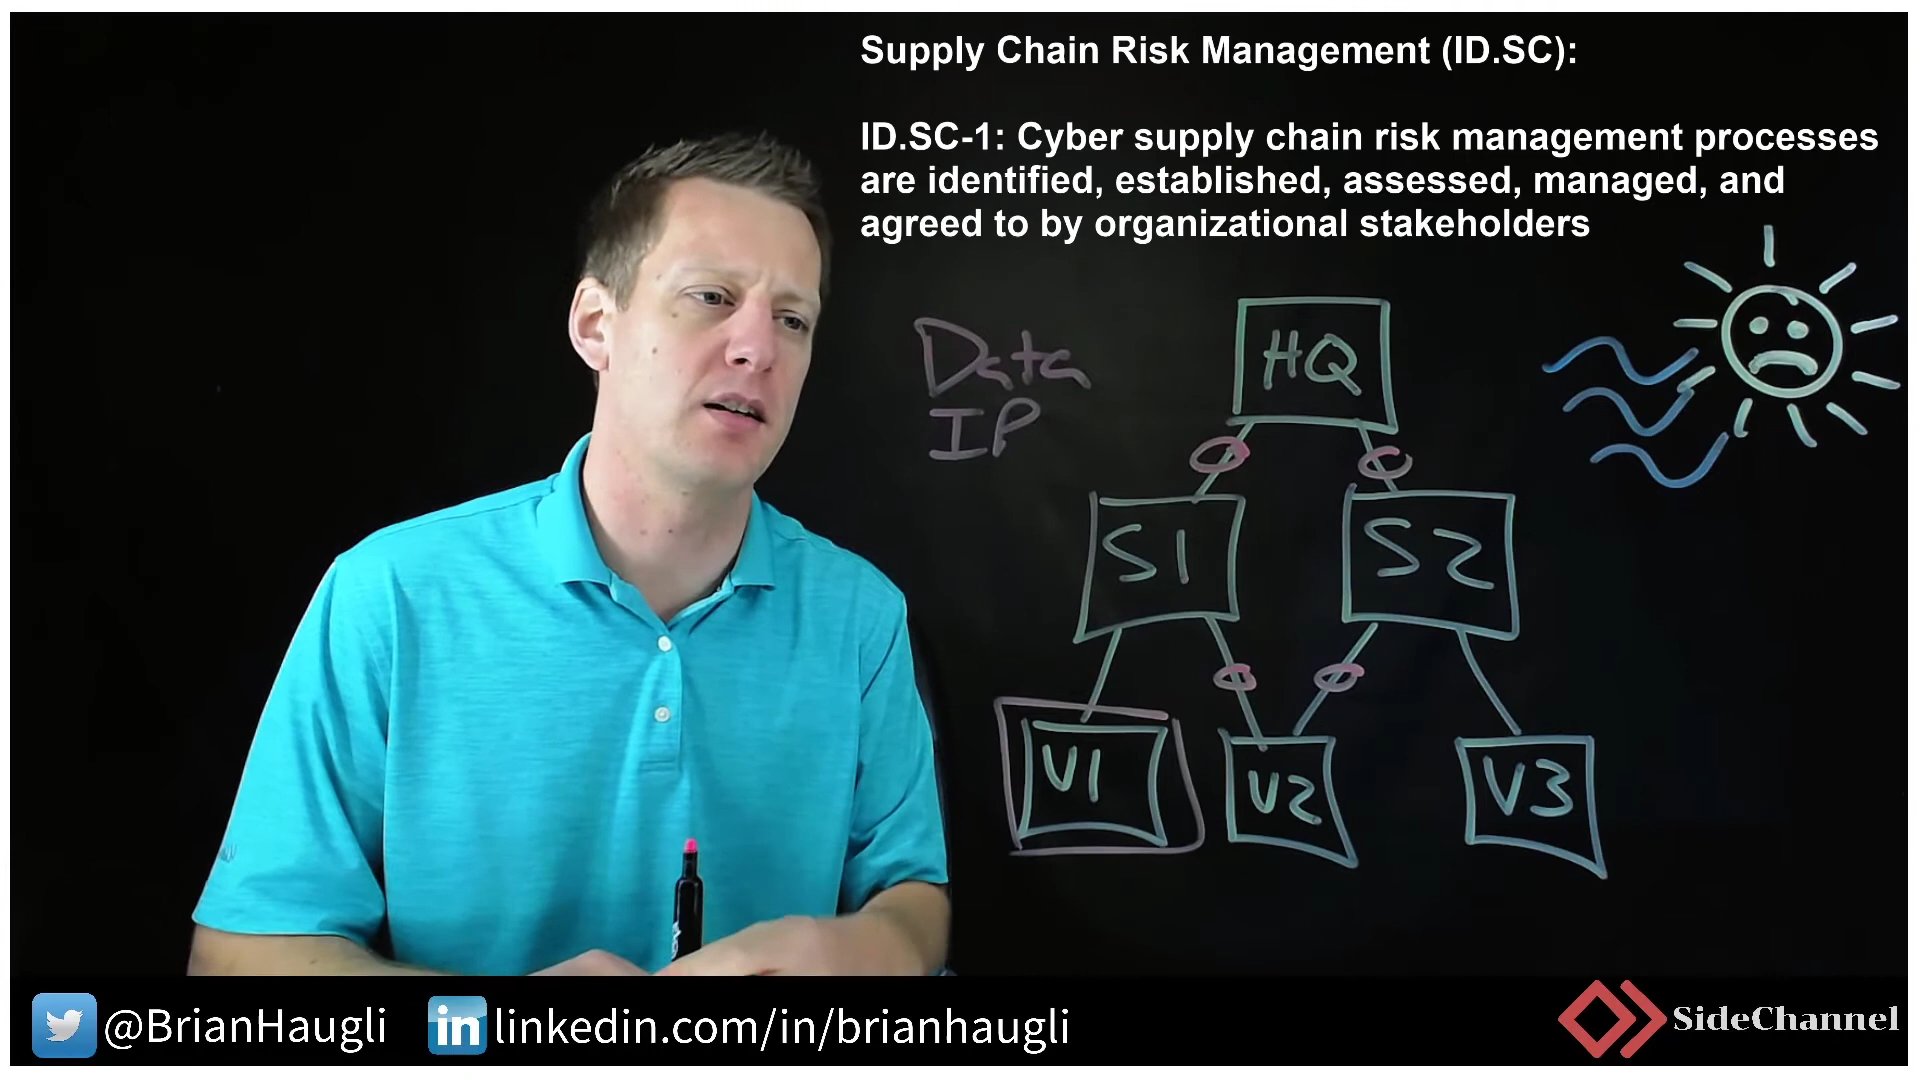 Supply Chain Risk Management (ID.SC):
ID.SC-1: Cyber supply chain risk management processes
are identified, established, assessed, managed, and
agreed to by organizational stakeholders
Data
IP
HQ
S1
S2
V1
V2
V3
@BrianHaugli
linkedin.com/in/brianhaugli
SideChannel